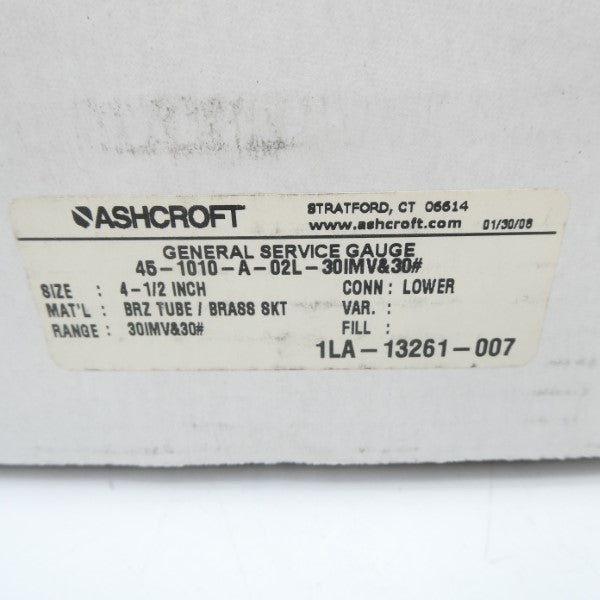 ASHCROFT
STRATFORD, CT 06614
www.ashcroft.com 01/30/08
GENERAL SERVICE GAUGE
45-1010-A-02L-30IMV&30#
SIZE : 4-1/2 INCH CONN : LOWER
MAT'L : BRZ TUBE / BRASS SKT VAR. :
RANGE : 30IMV&30# FILL :
1LA-13261-007